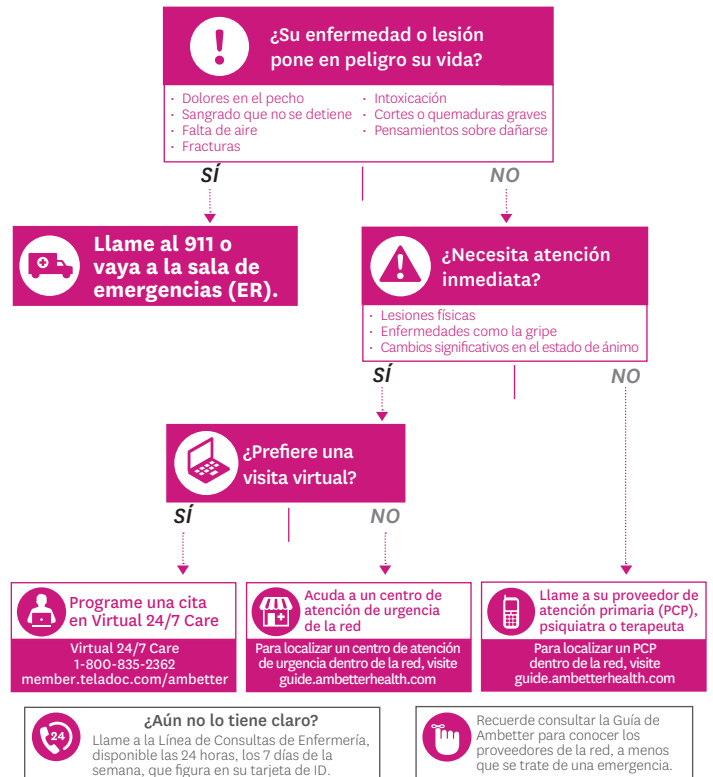 ¿Su enfermedad o lesión
pone en peligro su vida?
· Dolores en el pecho
· Sangrado que no se detiene
· Falta de aire
· Fracturas
· Intoxicación
· Cortes o quemaduras graves
· Pensamientos sobre dañarse
SÍ
NO
Llame al 911 o
vaya a la sala de
emergencias (ER).
¿Necesita atención
inmediata?
· Lesiones físicas
· Enfermedades como la gripe
· Cambios significativos en el estado de ánimo
SÍ
NO
¿Prefiere una
visita virtual?
SÍ
NO
Programe una cita
en Virtual 24/7 Care
Virtual 24/7 Care
1-800-835-2362
member.teladoc.com/ambetter
Acuda a un centro de
atención de urgencia
de la red
Para localizar un centro de atención
de urgencia dentro de la red, visite
guide.ambetterhealth.com
Llame a su proveedor de
atención primaria (PCP),
psiquiatra o terapeuta
Para localizar un PCP
dentro de la red, visite
guide.ambetterhealth.com
24
¿Aún no lo tiene claro?
Llame a la Línea de Consultas de Enfermería,
disponible las 24 horas, los 7 días de la
semana, que figura en su tarjeta de ID.
Recuerde consultar la Guía de
Ambetter para conocer los
proveedores de la red, a menos
que se trate de una emergencia.